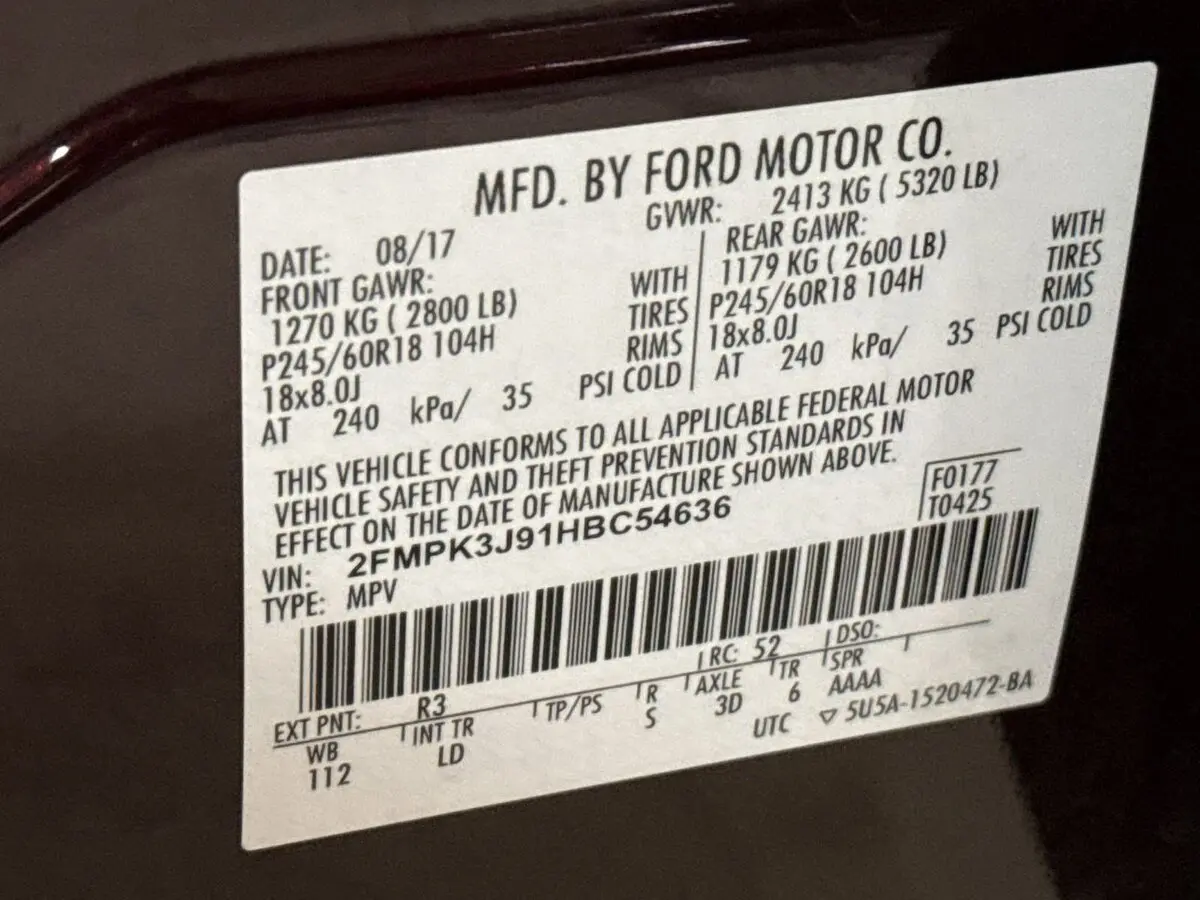 MFD. BY FORD MOTOR CO.
DATE: 08/17 GVWR: 2413 KG ( 5320 LB)
FRONT GAWR: REAR GAWR:
1270 KG ( 2800 LB) WITH 1179 KG ( 2600 LB) WITH
P245/60R18 104H TIRES P245/60R18 104H TIRES
18x8.0J RIMS 18x8.0J RIMS
AT 240 kPa/ 35 PSI COLD AT 240 kPa/ 35 PSI COLD
THIS VEHICLE CONFORMS TO ALL APPLICABLE FEDERAL MOTOR
VEHICLE SAFETY AND THEFT PREVENTION STANDARDS IN
EFFECT ON THE DATE OF MANUFACTURE SHOWN ABOVE.
F0177
T0425
VIN: 2FMPK3J91HBC54636
TYPE: MPV
EXT PNT: R3 RC: 52 DSO:
WB INT TR TP/PS R AXLE TR SPR
112 LD S 3D 6 AAAA
UTC ▽ 5U5A-1520472-BA